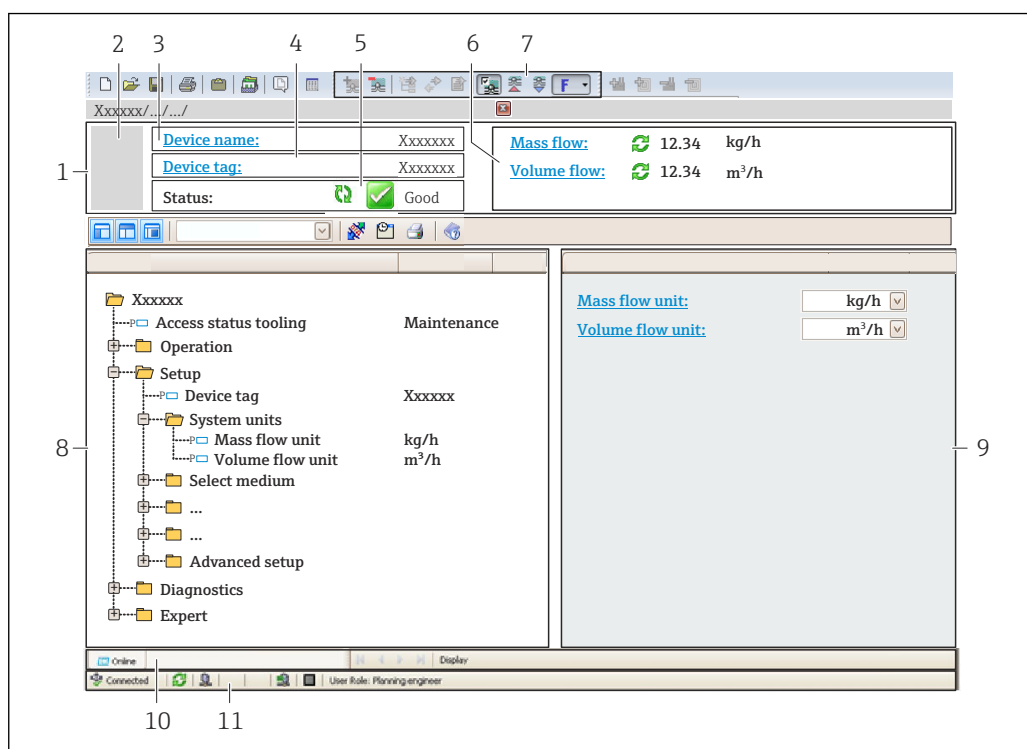 2 3 4 5 6 7
F
Xxxxxx/.../.../
1
Device name: Xxxxxxx
Device tag: Xxxxxxx
Status: Good
Mass flow: 12.34 kg/h
Volume flow: 12.34 m³/h
Xxxxxx
P Access status tooling Maintenance
Operation
Setup
P Device tag Xxxxxx
System units
P Mass flow unit kg/h
P Volume flow unit m³/h
Select medium
...
...
Advanced setup
Diagnostics
Expert
8
Mass flow unit: kg/h
Volume flow unit: m³/h
9
Online Display
Connected User Role: Planning engineer
10 11